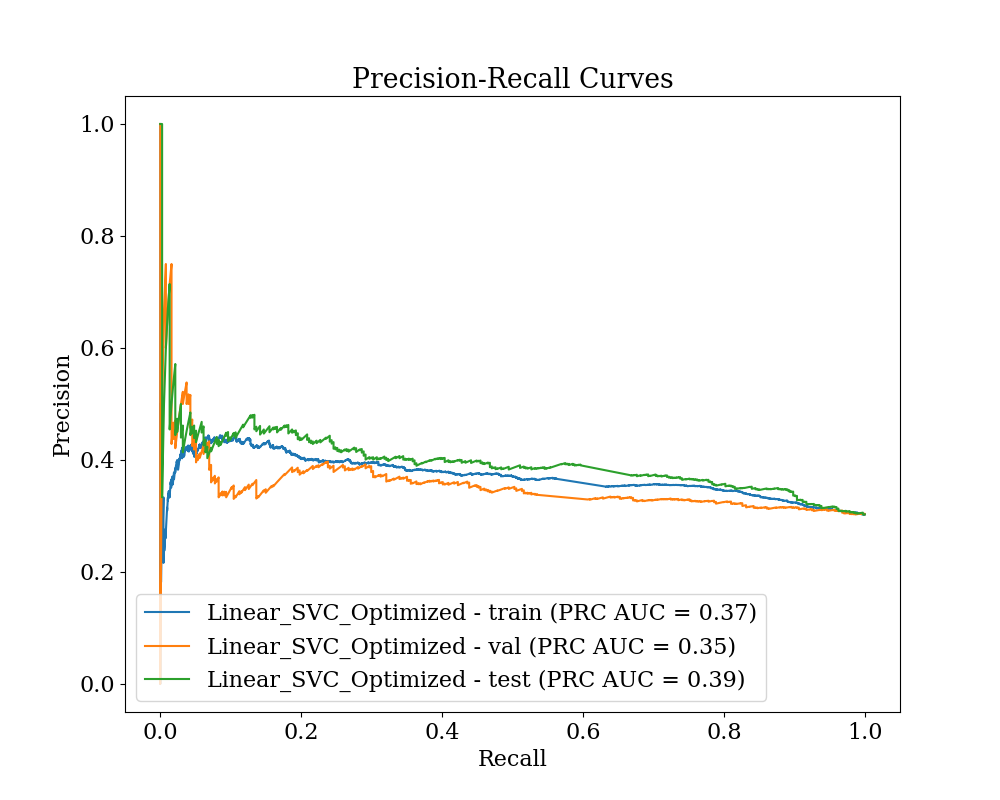 Precision-Recall Curves
1.0
0.8
0.6
0.4
0.2
0.0
Precision
Linear_SVC_Optimized - train (PRC AUC = 0.37)
Linear_SVC_Optimized - val (PRC AUC = 0.35)
Linear_SVC_Optimized - test (PRC AUC = 0.39)
0.0 0.2 0.4 0.6 0.8 1.0
Recall